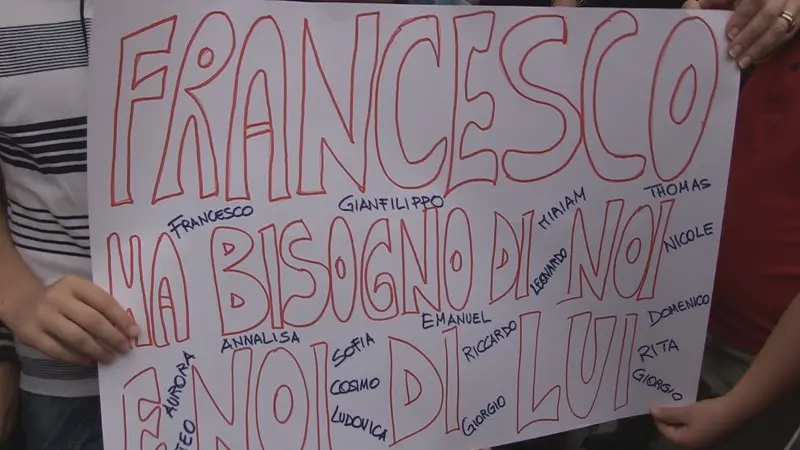 FRANCESCO
FRANCESCO GIANFILIPPO MIRIAM THOMAS
HA BISOGNO DI NOI
LEONARDO NICOLE
ANNALISA EMANUEL RICCARDO DOMENICO
E NOI DI LUI
AURORA SOFIA RITA
COSIMO GIORGIO
LUDOVICA GIORGIO